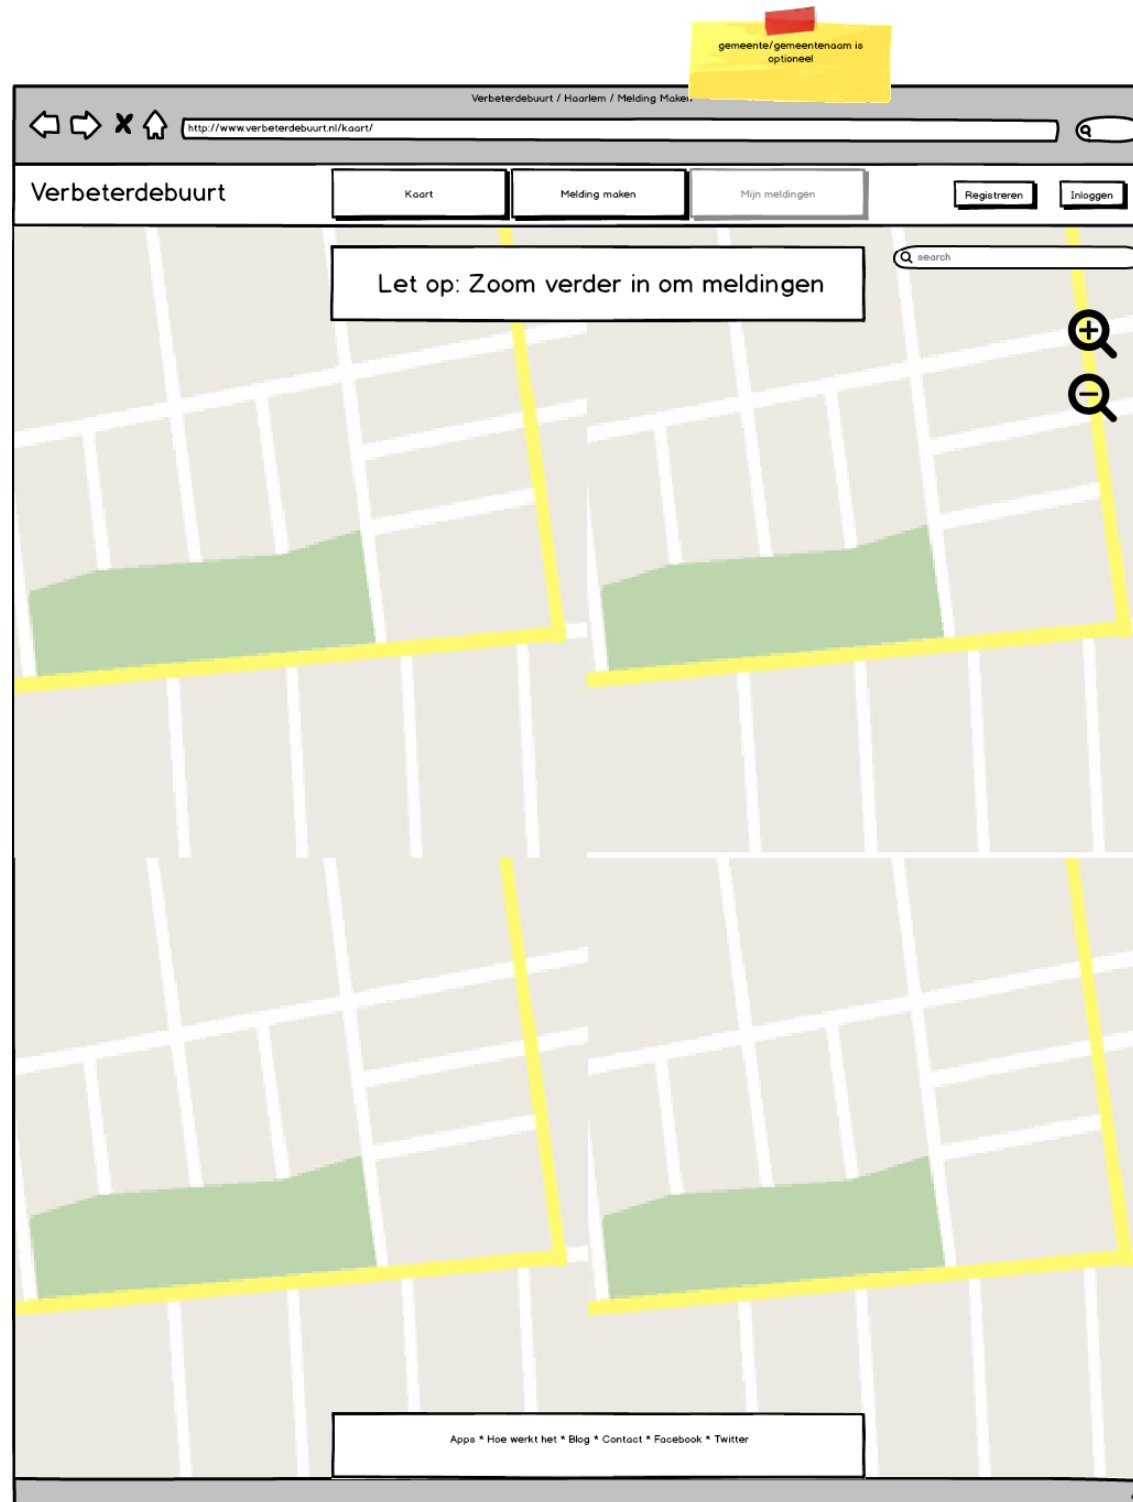 gemeente/gemeentenaam is
optioneel
Verbeterdebuurt / Haarlem / Melding Maken
http://www.verbeterdebuurt.nl/kaart/
Verbeterdebuurt
Kaart
Melding maken
Mijn meldingen
Registreren
Inloggen
Let op: Zoom verder in om meldingen
search
Apps * Hoe werkt het * Blog * Contact * Facebook * Twitter